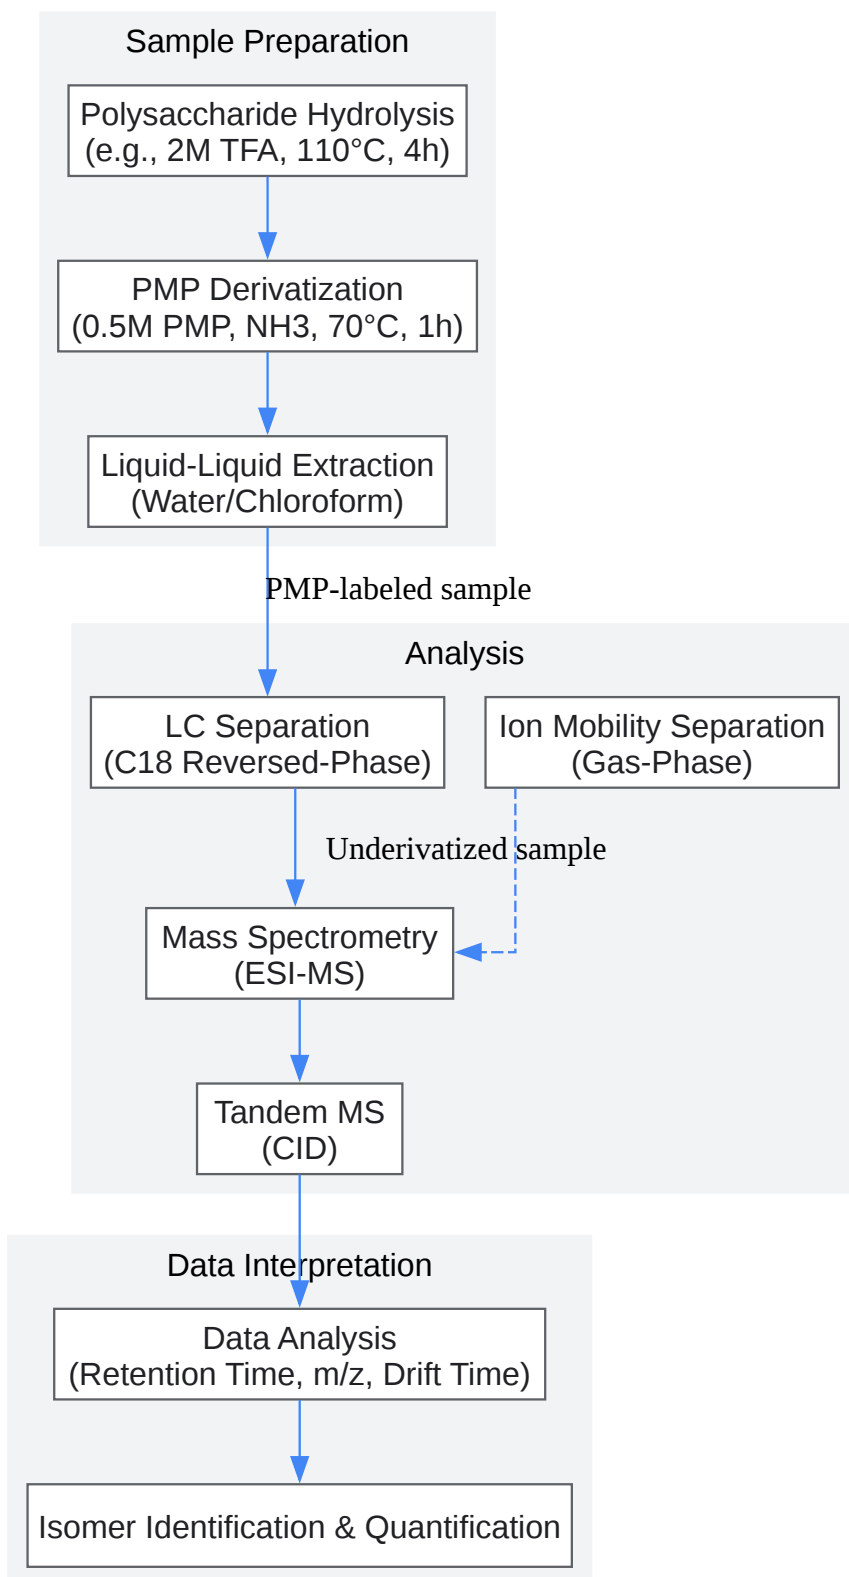 Sample Preparation
Polysaccharide Hydrolysis
(e.g., 2M TFA, 110°C, 4h)
PMP Derivatization
(0.5M PMP, NH3, 70°C, 1h)
Liquid-Liquid Extraction
(Water/Chloroform)
PMP-labeled sample
Analysis
LC Separation
(C18 Reversed-Phase)
Ion Mobility Separation
(Gas-Phase)
Underivatized sample
Mass Spectrometry
(ESI-MS)
Tandem MS
(CID)
Data Interpretation
Data Analysis
(Retention Time, m/z, Drift Time)
Isomer Identification & Quantification